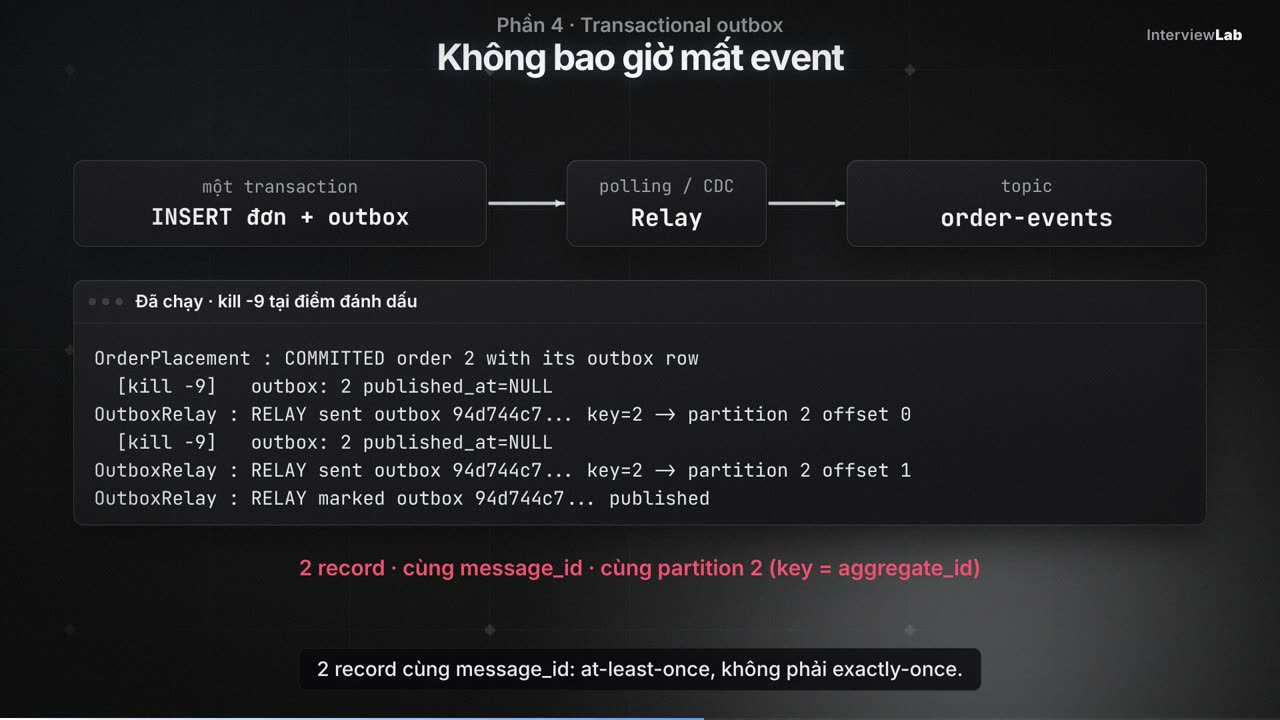 Phần 4 · Transactional outbox
InterviewLab
Không bao giờ mất event
một transaction
INSERT đơn + outbox
polling / CDC
Relay
topic
order-events
Đã chạy · kill -9 tại điểm đánh dấu
OrderPlacement : COMMITTED order 2 with its outbox row
[kill -9]   outbox: 2 published_at=NULL
OutboxRelay : RELAY sent outbox 94d744c7... key=2 → partition 2 offset 0
[kill -9]   outbox: 2 published_at=NULL
OutboxRelay : RELAY sent outbox 94d744c7... key=2 → partition 2 offset 1
OutboxRelay : RELAY marked outbox 94d744c7... published
2 record · cùng message_id · cùng partition 2 (key = aggregate_id)
2 record cùng message_id: at-least-once, không phải exactly-once.